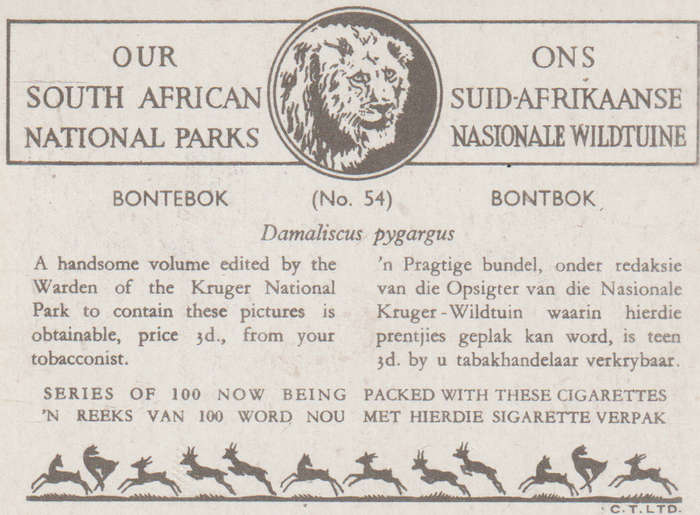 OUR
SOUTH AFRICAN
NATIONAL PARKS
ONS
SUID-AFRIKAANSE
NASIONALE WILDTUINE
BONTEBOK (No. 54) BONTBOK
Damaliscus pygargus
A handsome volume edited by the
Warden of the Kruger National
Park to contain these pictures is
obtainable, price 3d., from your
tobacconist.
'n Pragtige bundel, onder redaksie
van die Opsigter van die Nasionale
Kruger-Wildtuin waarin hierdie
prentjies geplak kan word, is teen
3d. by u tabakhandelaar verkrybaar.
SERIES OF 100 NOW BEING PACKED WITH THESE CIGARETTES
'N REEKS VAN 100 WORD NOU MET HIERDIE SIGARETTE VERPAK
C.T.LTD.